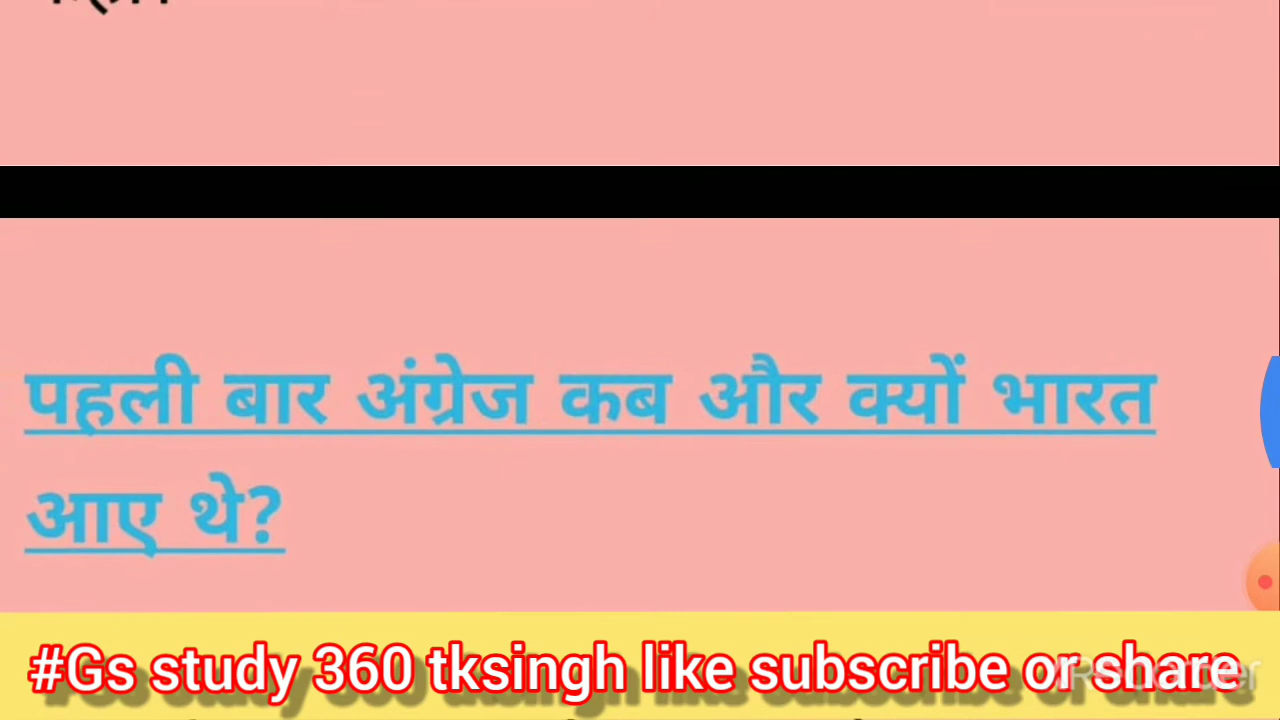 पहली बार अंग्रेज कब और क्यों भारत
आए थे?
#Gs study 360 tksingh like subscribe or share